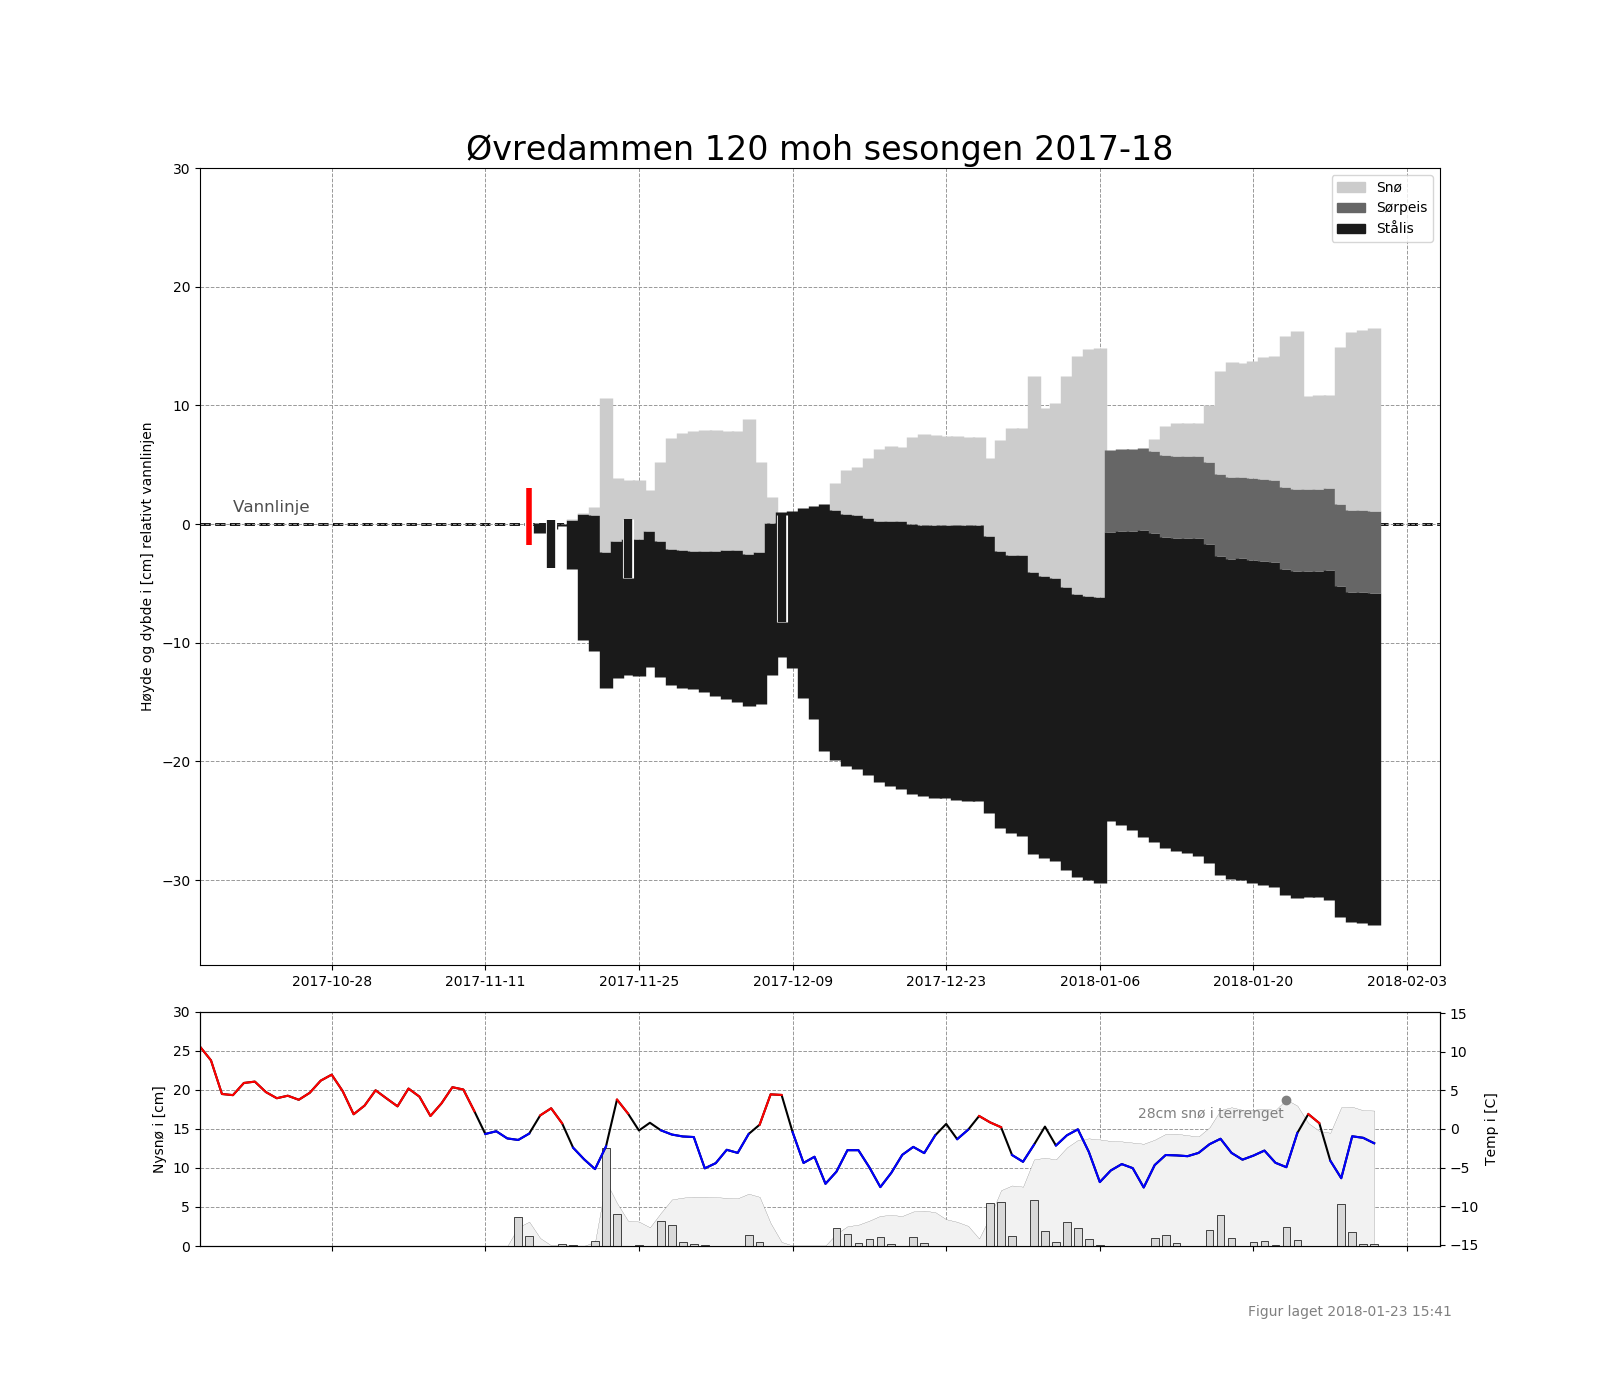 Øvredammen 120 moh sesongen 2017-18
30
20
10
0
−10
−20
−30
Høyde og dybde i [cm] relativt vannlinjen
Vannlinje
Snø
Sørpeis
Stålis
2017-10-28 2017-11-11 2017-11-25 2017-12-09 2017-12-23 2018-01-06 2018-01-20 2018-02-03
30
25
20
15
10
5
0
Nysnø i [cm]
28cm snø i terrenget
15
10
5
0
−5
−10
−15
Temp i [C]
Figur laget 2018-01-23 15:41